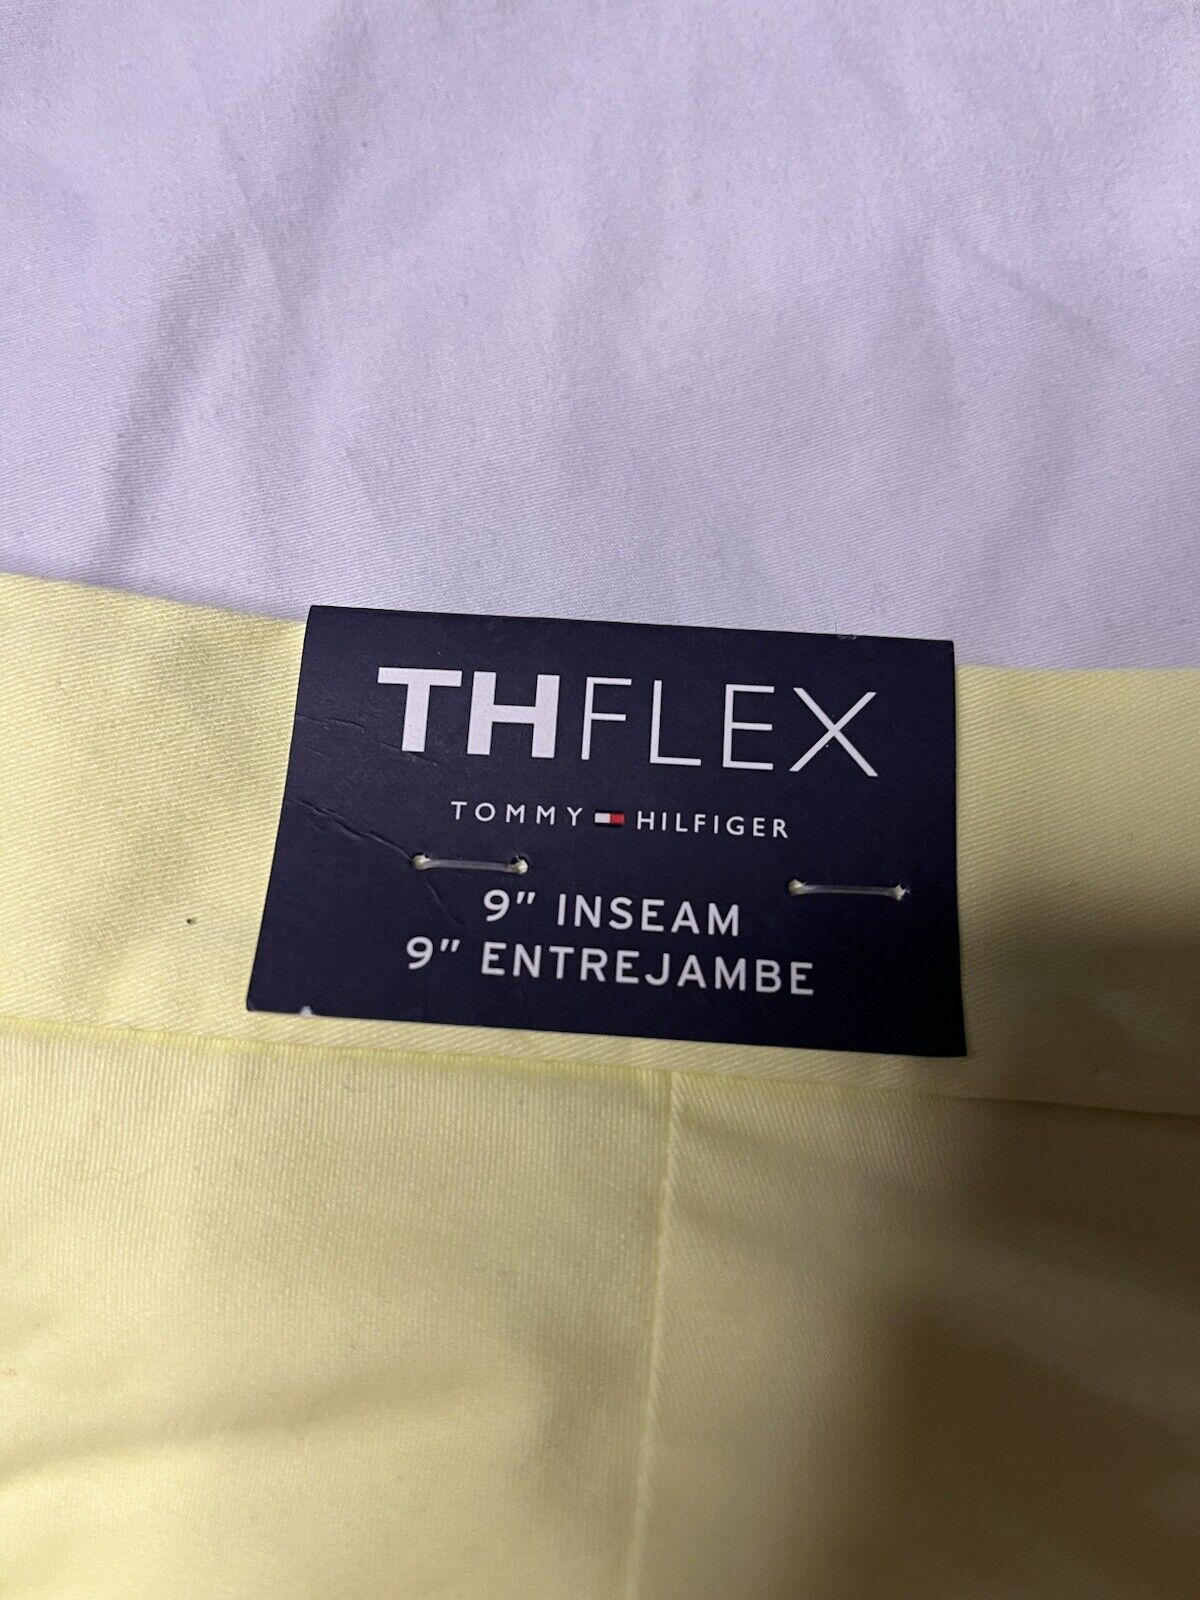 THFLEX
TOMMY HILFIGER
9" INSEAM
9" ENTREJAMBE